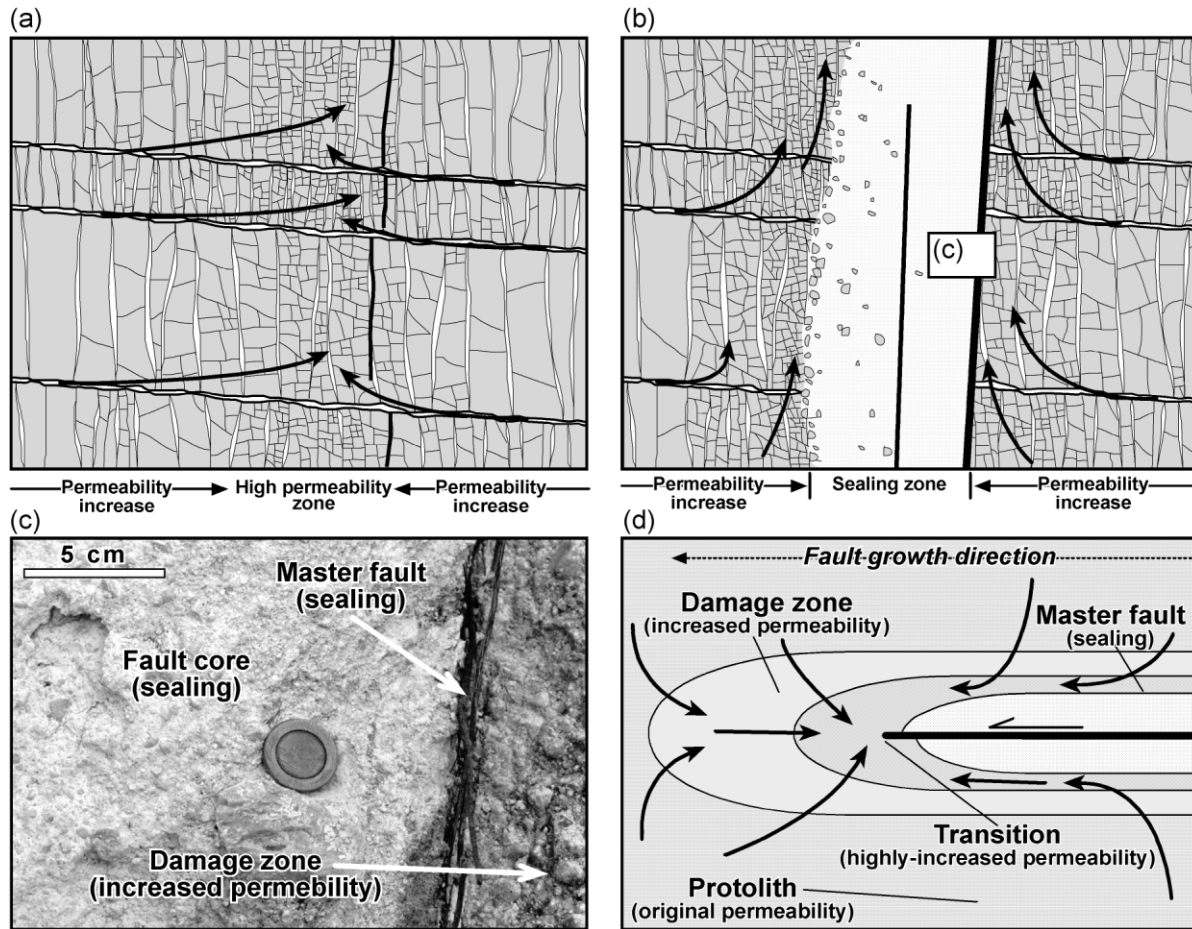 (a)
Permeability
increase
High permeability
zone
Permeability
increase
(b)
(c)
Permeability
increase
Sealing zone
Permeability
increase
(c)
5 cm
Master fault
(sealing)
Fault core
(sealing)
Damage zone
(increased permebility)
(d)
Fault growth direction
Damage zone
(increased permeability)
Master fault
(sealing)
Transition
(highly-increased permeability)
Protolith
(original permeability)